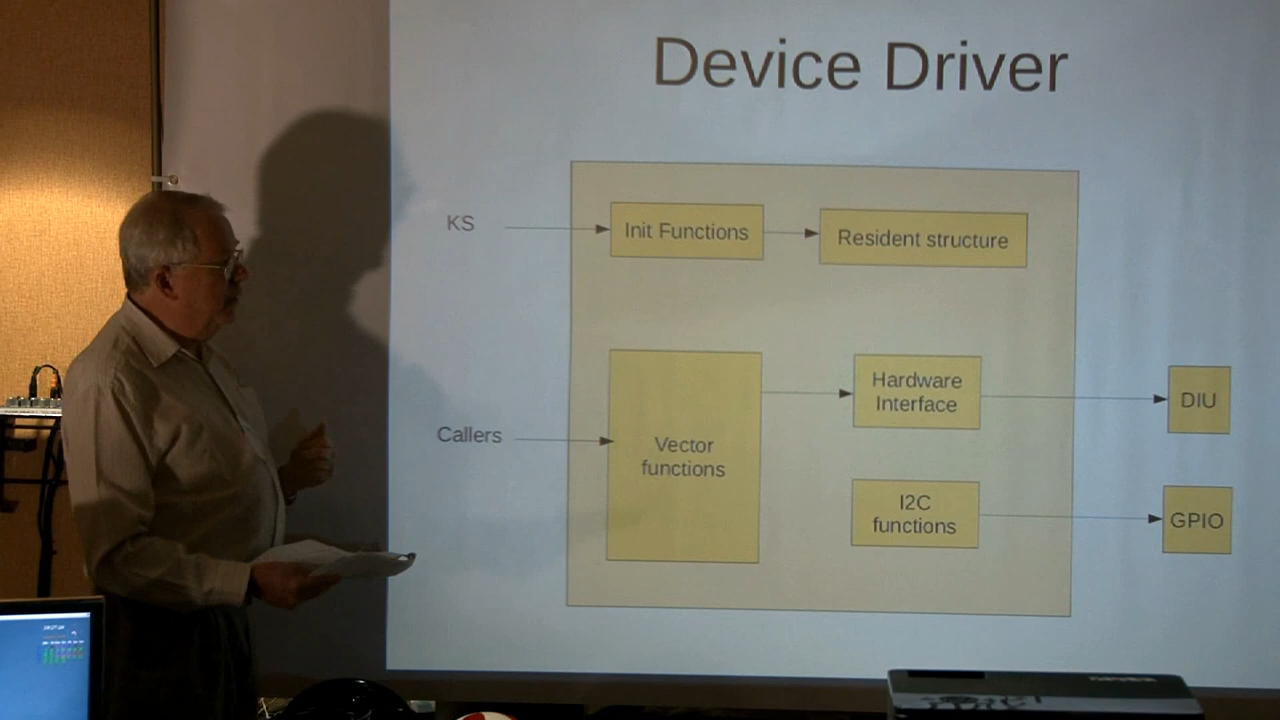 Device Driver
KS
Init Functions
Resident structure
Callers
Vector
functions
Hardware
Interface
DIU
I2C
functions
GPIO